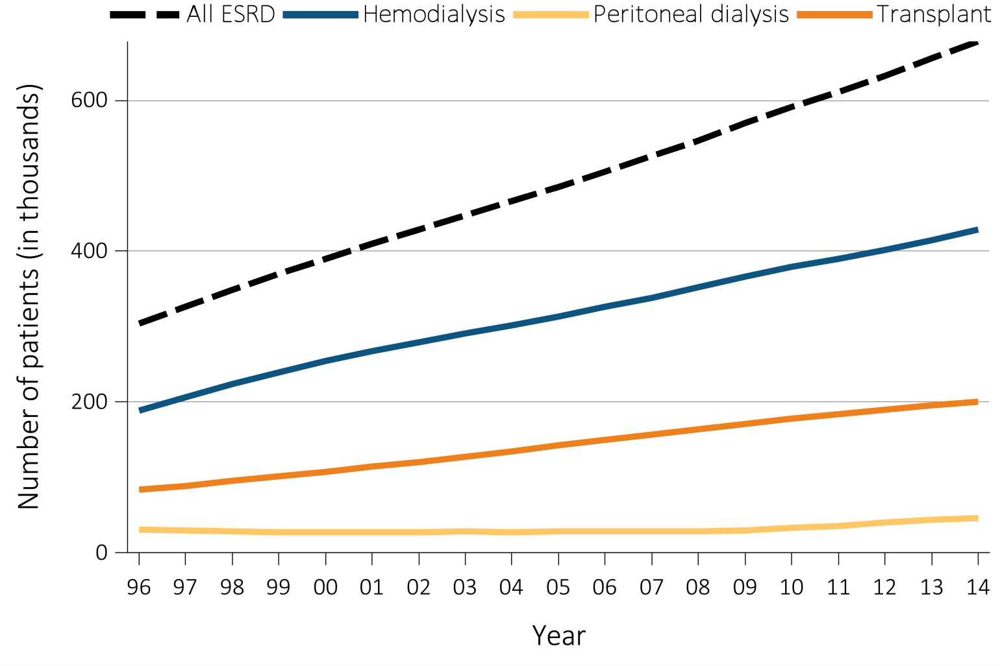 All ESRD Hemodialysis Peritoneal dialysis Transplant
Number of patients (in thousands)
600
400
200
0
96 97 98 99 00 01 02 03 04 05 06 07 08 09 10 11 12 13 14
Year